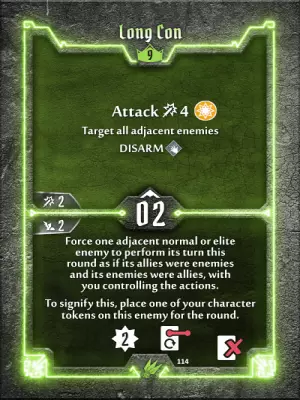 Long Con
9
Attack 4
Target all adjacent enemies
DISARM
2
2
02
Force one adjacent normal or elite
enemy to perform its turn this
round as if its allies were enemies
and its enemies were allies, with
you controlling the actions.
To signify this, place one of your character
tokens on this enemy for the round.
2
114